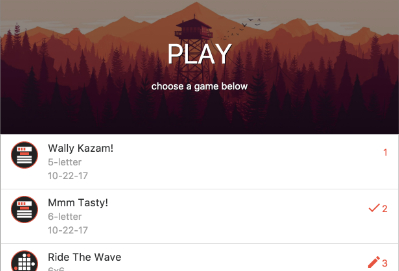 PLAY
choose a game below
Wally Kazam!
5-letter
10-22-17
1
Mmm Tasty!
6-letter
10-22-17
2
Ride The Wave
6x6
3